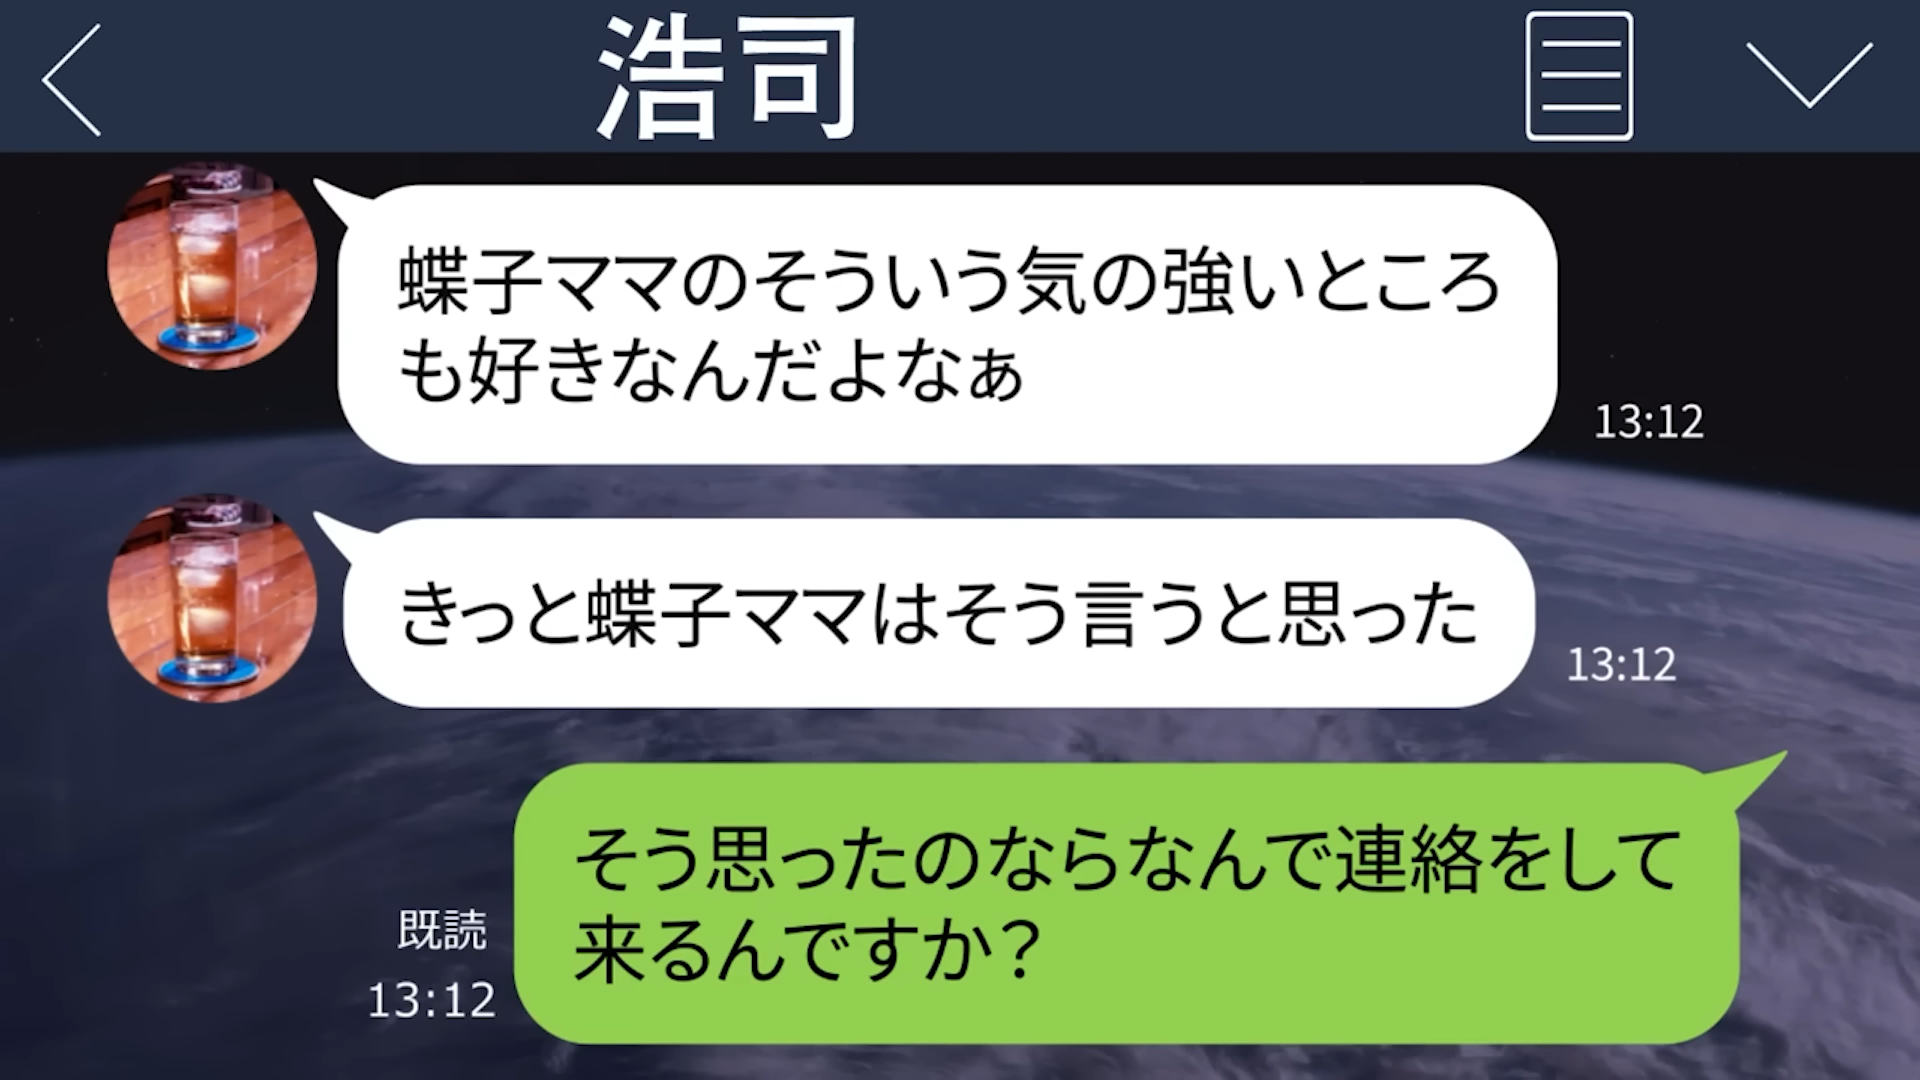 浩司
蝶子ママのそういう気の強いところ
も好きなんだよなぁ
13:12
きっと蝶子ママはそう言うと思った
13:12
そう思ったのならなんで連絡をして
来るんですか？
既読
13:12